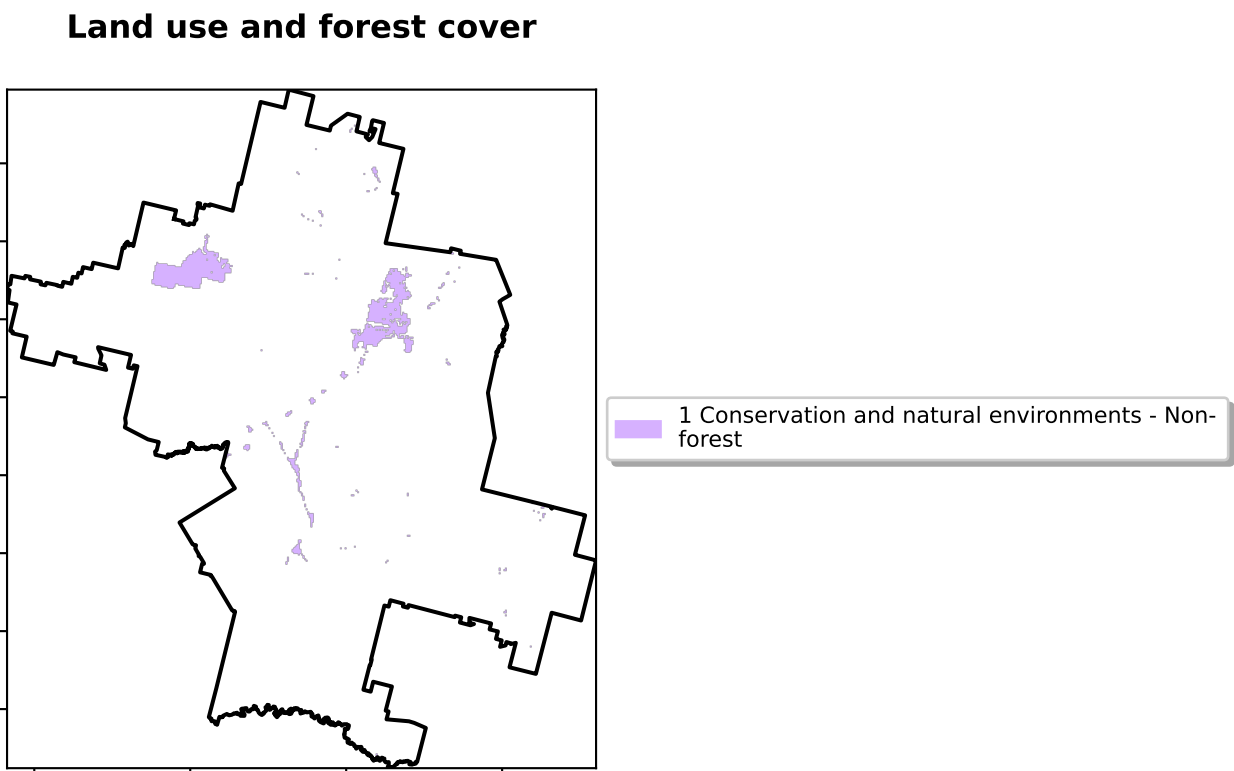 Land use and forest cover
1 Conservation and natural environments - Non-
forest